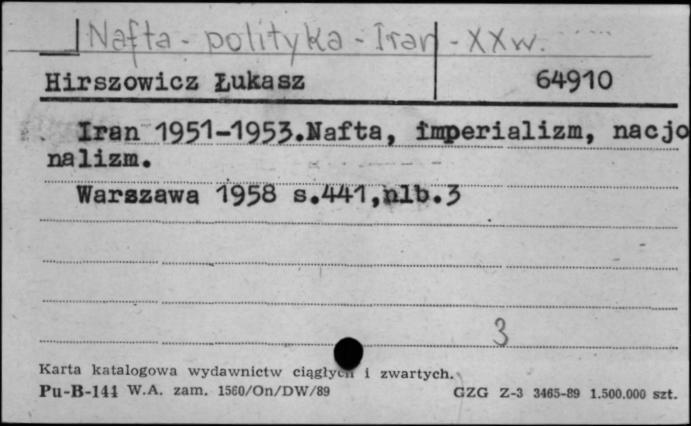 Nafta - polityka - Iran - XX w.
Hirszowicz Łukasz 64910
Iran 1951-1953.Nafta, imperializm, nacjo
nalizm.
Warszawa 1958 s.441,nlb.3
3
Karta katalogowa wydawnictw ciągłych i zwartych.
Pu-B-144 W.A. zam. 1560/On/DW/89 GZG Z-3 3465-89 1.500.000 szt.